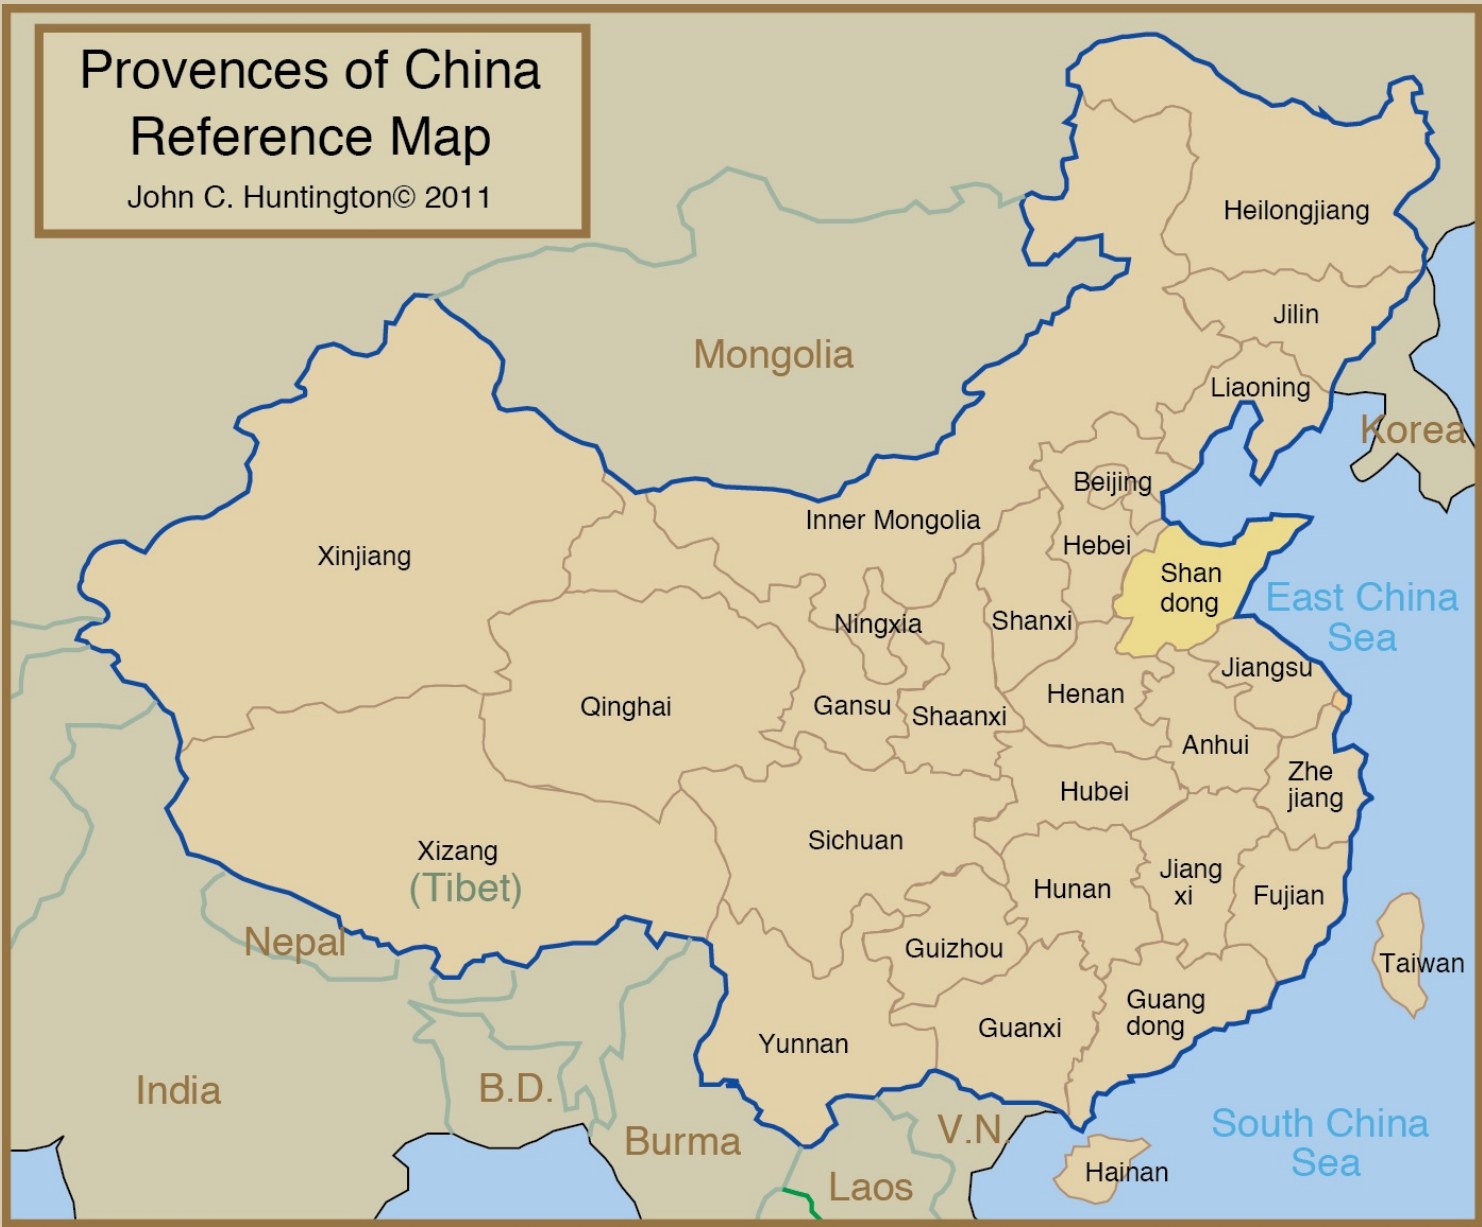 Provences of China
Reference Map
John C. Huntington© 2011
Heilongjiang
Jilin
Mongolia
Liaoning
Korea
Beijing
Inner Mongolia
Xinjiang
Hebei
Shan
dong
East China
Sea
Ningxia
Shanxi
Jiangsu
Qinghai
Gansu
Shaanxi
Henan
Anhui
Zhe
jiang
Hubei
Sichuan
Xizang
(Tibet)
Hunan
Jiang
xi
Fujian
Nepal
Guizhou
Taiwan
Guang
dong
Guanxi
Yunnan
India
B.D.
Burma
V.N.
South China
Sea
Hainan
Laos